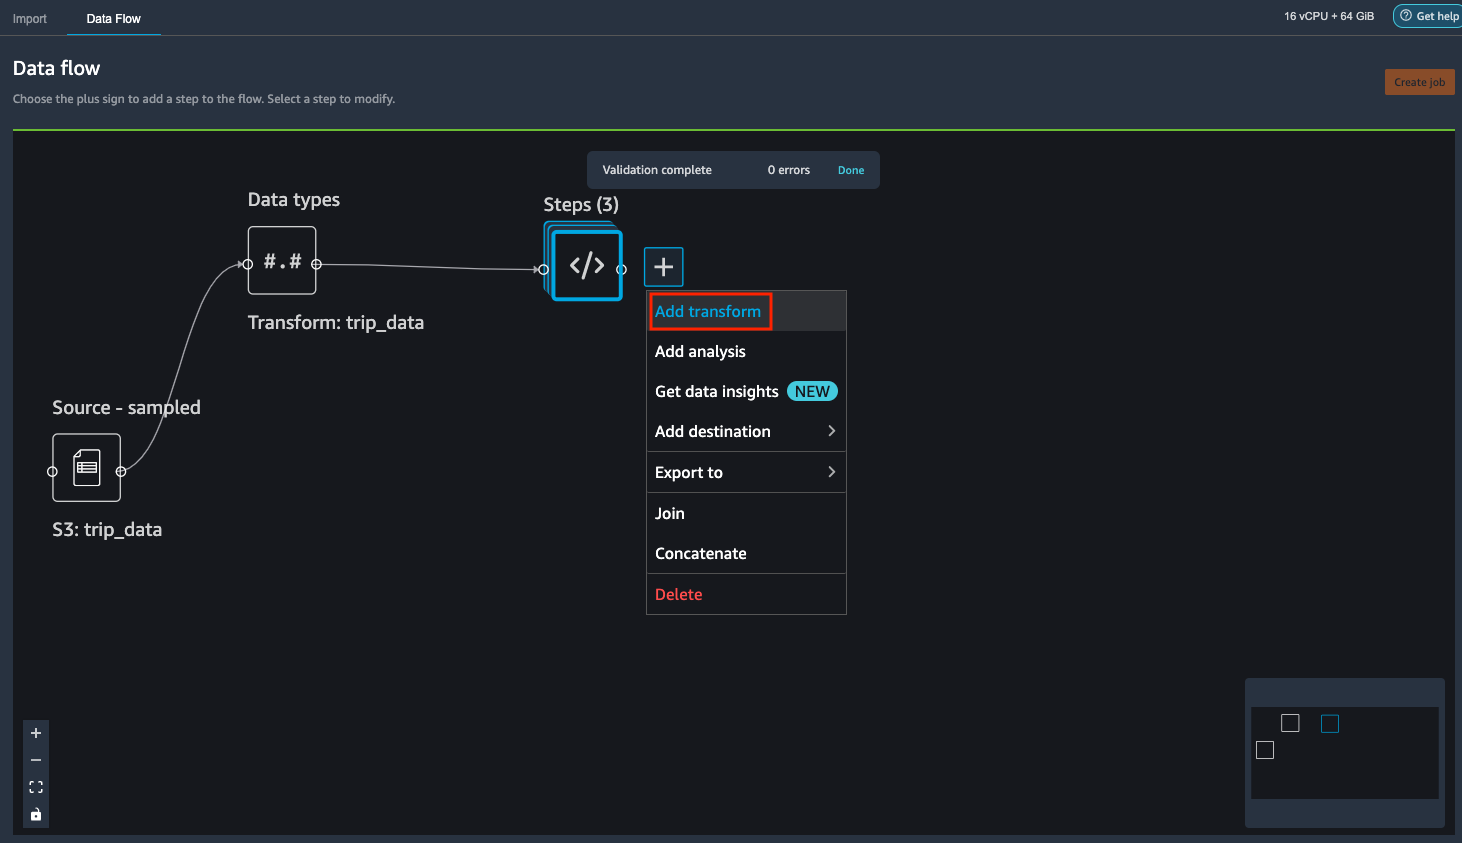 Import
Data Flow
16 vCPU + 64 GiB
Get help
Data flow
Choose the plus sign to add a step to the flow. Select a step to modify.
Create job
Validation complete 0 errors Done
Data types
Steps (3)
#.#
</>
Transform: trip_data
Add transform
Add analysis
Get data insights NEW
Add destination
Export to
Join
Concatenate
Delete
Source - sampled
S3: trip_data